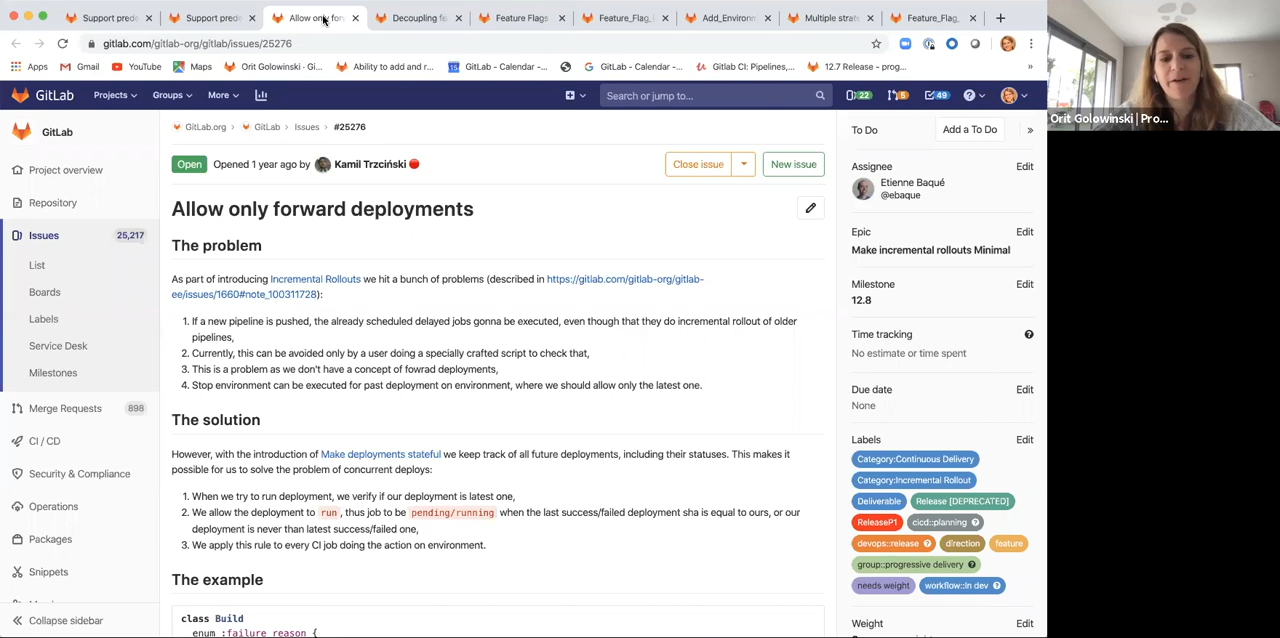 Support prede
Support prede
Allow only for
Decoupling fe
Feature Flags
Feature_Flag_
Add_Environm
Multiple strate
Feature_Flag_
gitlab.com/gitlab-org/gitlab/issues/25276
Apps
Gmail
YouTube
Maps
Orit Golowinski · Gi...
Ability to add and r...
GitLab - Calendar -...
GitLab - Calendar -...
Gitlab CI: Pipelines,...
12.7 Release - prog...
»
GitLab
Projects
Groups
More
Search or jump to...
22
5
49
GitLab
Project overview
Repository
Issues 25,217
List
Boards
Labels
Service Desk
Milestones
Merge Requests 898
CI / CD
Security & Compliance
Operations
Packages
Snippets
Collapse sidebar
GitLab.org > GitLab > Issues > #25276
Open Opened 1 year ago by Kamil Trzciński
Close issue
New issue
Allow only forward deployments
The problem
As part of introducing Incremental Rollouts we hit a bunch of problems (described in https://gitlab.com/gitlab-org/gitlab-
ee/issues/1660#note_100311728):
1. If a new pipeline is pushed, the already scheduled delayed jobs gonna be executed, even though that they do incremental rollout of older
pipelines,
2. Currently, this can be avoided only by a user doing a specially crafted script to check that,
3. This is a problem as we don't have a concept of fowrad deployments,
4. Stop environment can be executed for past deployment on environment, where we should allow only the latest one.
The solution
However, with the introduction of Make deployments stateful we keep track of all future deployments, including their statuses. This makes it
possible for us to solve the problem of concurrent deploys:
1. When we try to run deployment, we verify if our deployment is latest one,
2. We allow the deployment to run, thus job to be pending/running when the last success/failed deployment sha is equal to ours, or our
deployment is never than latest success/failed one,
3. We apply this rule to every CI job doing the action on environment.
The example
class Build
enum :failure_reason {
To Do
Add a To Do
»
Assignee Edit
Etienne Baqué
@ebaque
Epic Edit
Make incremental rollouts Minimal
Milestone Edit
12.8
Time tracking
No estimate or time spent
Due date Edit
None
Labels Edit
Category:Continuous Delivery
Category:Incremental Rollout
Deliverable Release [DEPRECATED]
ReleaseP1 cicd::planning
devops::release direction feature
group::progressive delivery
needs weight workflow::In dev
Weight Edit
Orit Golowinski | Pro...